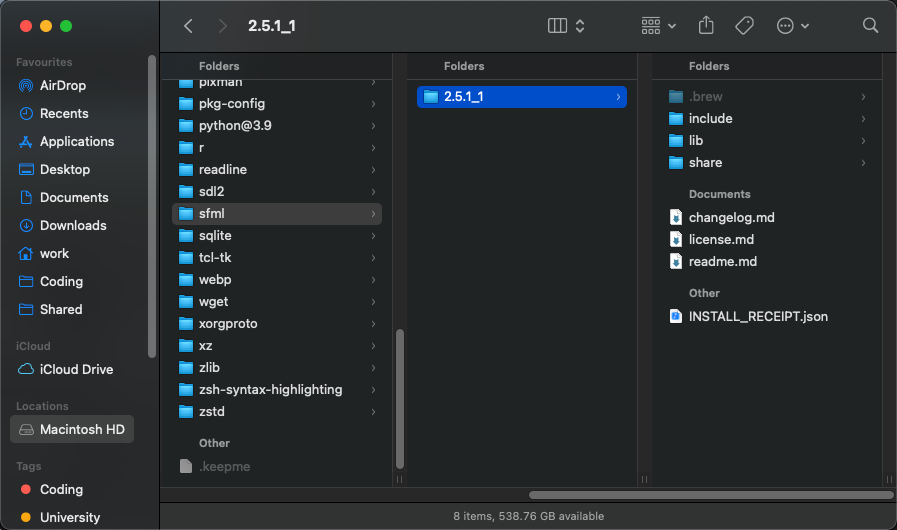 2.5.1_1
Favourites
AirDrop
Recents
Applications
Desktop
Documents
Downloads
work
Coding
Shared
iCloud
iCloud Drive
Locations
Macintosh HD
Tags
Coding
University
Folders
pixman
pkg-config
python@3.9
r
readline
sdl2
sfml
sqlite
tcl-tk
webp
wget
xorgproto
xz
zlib
zsh-syntax-highlighting
zstd
Other
.keepme
Folders
2.5.1_1
Folders
.brew
include
lib
share
Documents
changelog.md
license.md
readme.md
Other
INSTALL_RECEIPT.json
8 items, 538.76 GB available